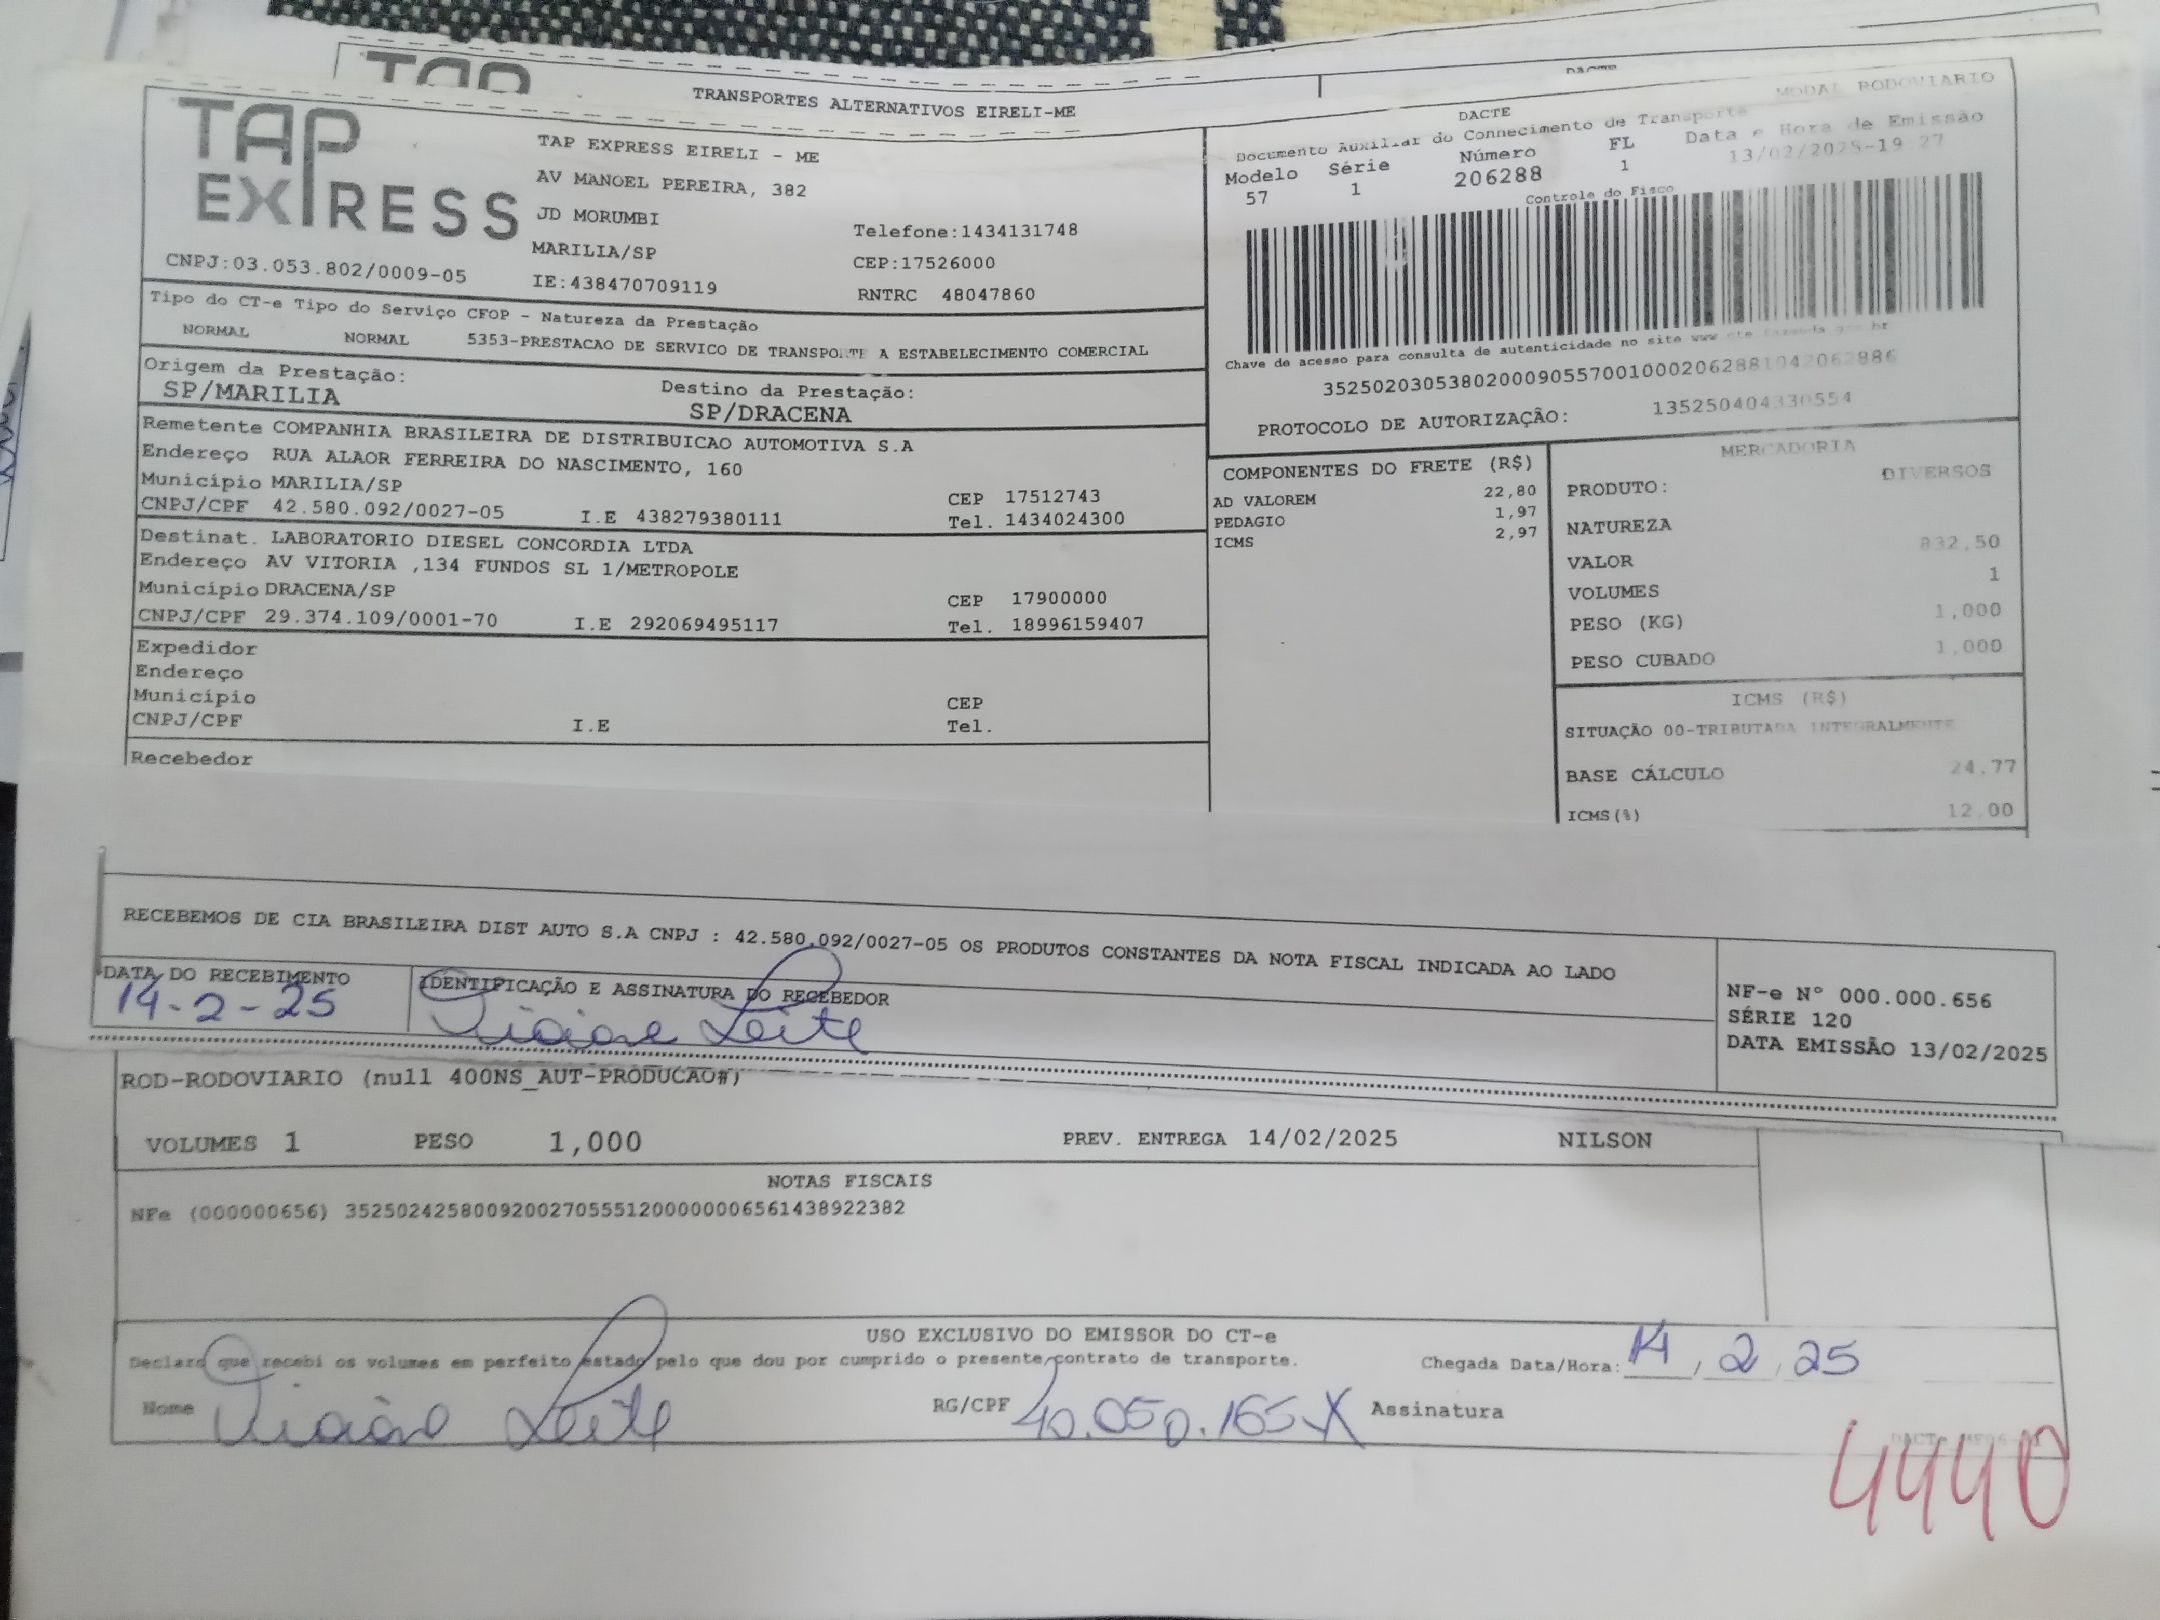 TAP
DACTE
TRANSPORTES ALTERNATIVOS EIRELI-ME
MODAL RODOVIARIO
TAP EXPRESS
TAP EXPRESS EIRELI - ME
AV MANOEL PEREIRA, 382
JD MORUMBI
MARILIA/SP
Telefone:1434131748
CEP:17526000
CNPJ:03.053.802/0009-05
IE:438470709119
RNTRC 48047860
DACTE
Documento Auxiliar do Connecimento de Transporte
Modelo Série Número FL Data e Hora de Emissão
57 1 206288 1 13/02/2025-19:27
Controle do Fisco
Chave de acesso para consulta de autenticidade no site www.cte.fazenda.gov.br
35250203053802000905570010002062881042062886
PROTOCOLO DE AUTORIZAÇÃO: 135250404330554
Tipo do CT-e Tipo do Serviço CFOP - Natureza da Prestação
NORMAL NORMAL 5353-PRESTACAO DE SERVICO DE TRANSPORTE A ESTABELECIMENTO COMERCIAL
Origem da Prestação: Destino da Prestação:
SP/MARILIA SP/DRACENA
Remetente COMPANHIA BRASILEIRA DE DISTRIBUICAO AUTOMOTIVA S.A
Endereço RUA ALAOR FERREIRA DO NASCIMENTO, 160
Município MARILIA/SP CEP 17512743
CNPJ/CPF 42.580.092/0027-05 I.E 438279380111 Tel. 1434024300
Destinat. LABORATORIO DIESEL CONCORDIA LTDA
Endereço AV VITORIA ,134 FUNDOS SL 1/METROPOLE
Município DRACENA/SP CEP 17900000
CNPJ/CPF 29.374.109/0001-70 I.E 292069495117 Tel. 18996159407
Expedidor
Endereço
Município CEP
CNPJ/CPF I.E Tel.
Recebedor
COMPONENTES DO FRETE (R$)
AD VALOREM 22,80
PEDAGIO 1,97
ICMS 2,97
MERCADORIA
PRODUTO: DIVERSOS
NATUREZA
VALOR 832,50
VOLUMES 1
PESO (KG) 1,000
PESO CUBADO 1,000
ICMS (R$)
SITUAÇÃO 00-TRIBUTADA INTEGRALMENTE
BASE CÁLCULO 24,77
ICMS(%) 12,00
RECEBEMOS DE CIA BRASILEIRA DIST AUTO S.A CNPJ : 42.580.092/0027-05 OS PRODUTOS CONSTANTES DA NOTA FISCAL INDICADA AO LADO
DATA DO RECEBIMENTO IDENTIFICAÇÃO E ASSINATURA DO RECEBEDOR
14-2-25 Leite
NF-e N° 000.000.656
SÉRIE 120
DATA EMISSÃO 13/02/2025
ROD-RODOVIARIO (null 400NS_AUT-PRODUCAO#)
VOLUMES 1 PESO 1,000 PREV. ENTREGA 14/02/2025 NILSON
NOTAS FISCAIS
NFe (000000656) 35250242580092002705551200000006561438922382
USO EXCLUSIVO DO EMISSOR DO CT-e
Declaro que recebi os volumes em perfeito estado pelo que dou por cumprido o presente contrato de transporte. Chegada Data/Hora: 14/2/25
Nome Leite RG/CPF 40.050.165-X Assinatura
4440